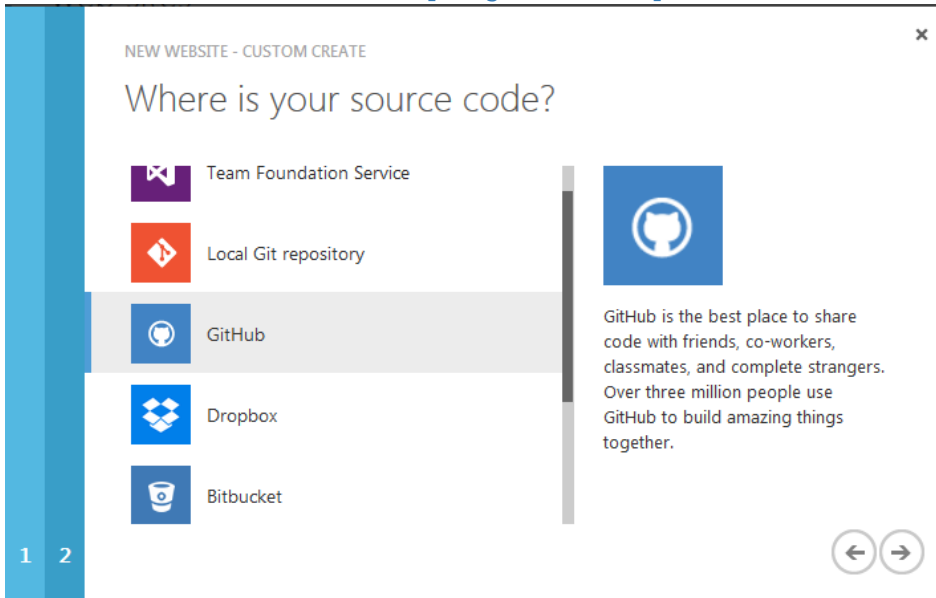 NEW WEBSITE - CUSTOM CREATE
Where is your source code?
Team Foundation Service
Local Git repository
GitHub
Dropbox
Bitbucket
GitHub is the best place to share
code with friends, co-workers,
classmates, and complete strangers.
Over three million people use
GitHub to build amazing things
together.
1 2